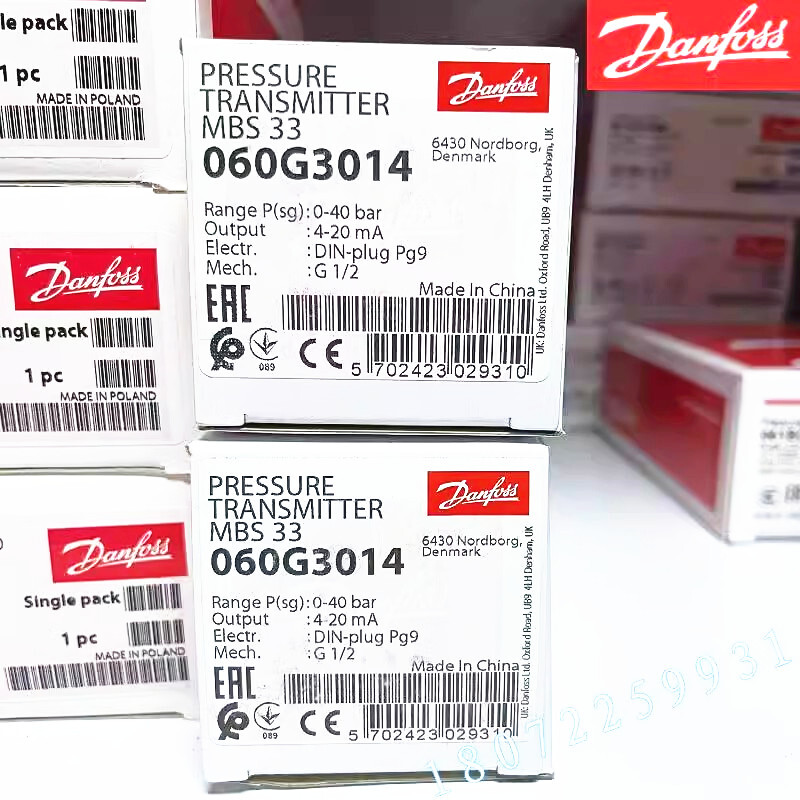 le pack
1 pc
MADE IN POLAND
Danfoss
PRESSURE
TRANSMITTER
MBS 33
060G3014
Danfoss
6430 Nordborg,
Denmark
Range P(sg):0-40 bar
Output :4-20 mA
Electr. :DIN-plug Pg9
Mech. :G 1/2
Made In China
EAC
089
CE
5 702423 029310
UK: Danfoss Ltd. Oxford Road, UB9 4LH Denham, UK
Danfoss
ngle pack
1 pc
MADE IN POLAND
PRESSURE
TRANSMITTER
MBS 33
060G3014
Danfoss
6430 Nordborg,
Denmark
Range P(sg):0-40 bar
Output :4-20 mA
Electr. :DIN-plug Pg9
Mech. :G 1/2
Made In China
EAC
089
CE
5 702423 029310
UK: Danfoss Ltd. Oxford Road, UB9 4LH Denham, UK
Danfoss
Single pack
1 pc
MADE IN POLAND
18072259931